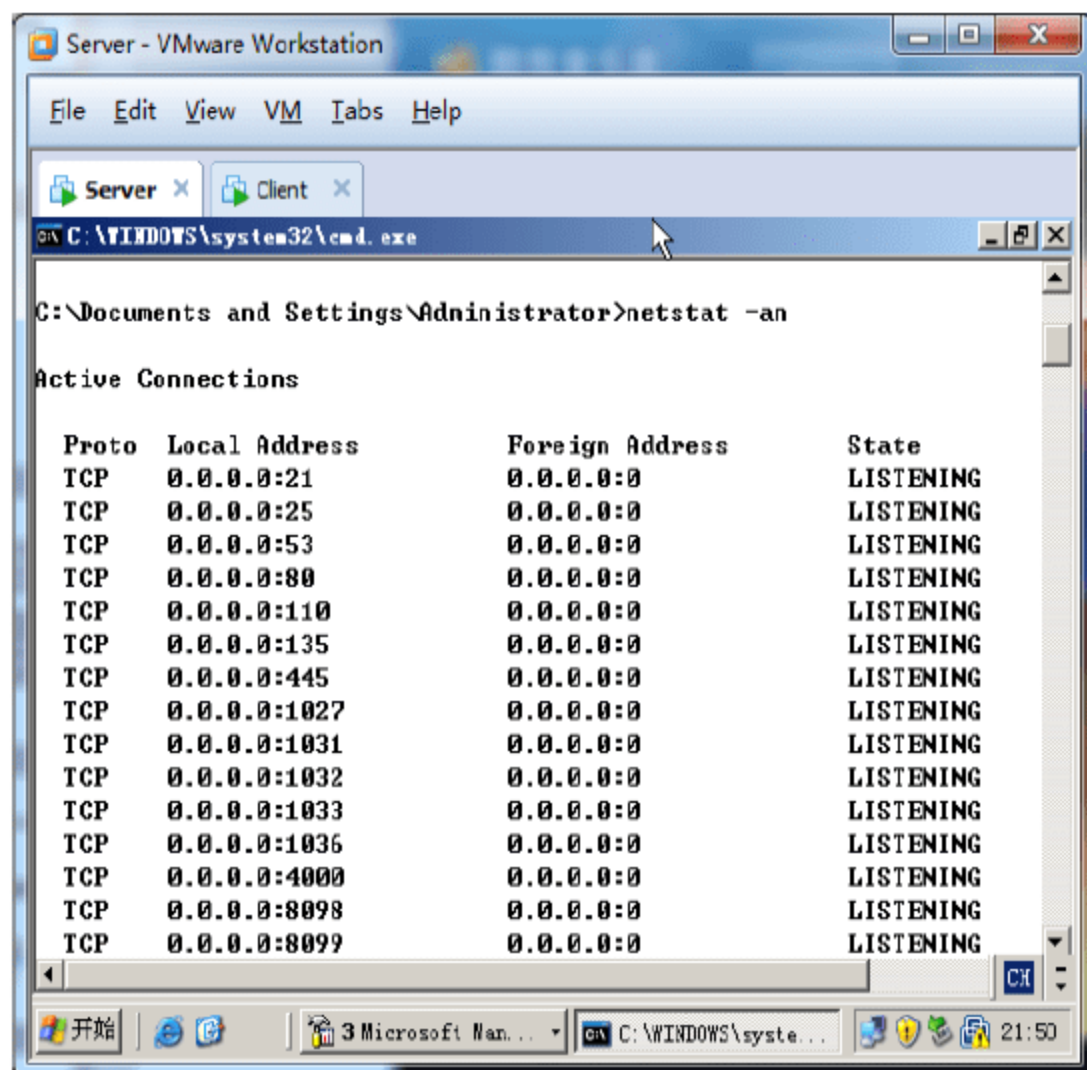 Server - VMware Workstation
File Edit View VM Tabs Help
Server Client
C:\WINDOWS\system32\cmd.exe
C:\Documents and Settings\Administrator>netstat -an
Active Connections
Proto Local Address Foreign Address State
TCP 0.0.0.0:21 0.0.0.0:0 LISTENING
TCP 0.0.0.0:25 0.0.0.0:0 LISTENING
TCP 0.0.0.0:53 0.0.0.0:0 LISTENING
TCP 0.0.0.0:80 0.0.0.0:0 LISTENING
TCP 0.0.0.0:110 0.0.0.0:0 LISTENING
TCP 0.0.0.0:135 0.0.0.0:0 LISTENING
TCP 0.0.0.0:445 0.0.0.0:0 LISTENING
TCP 0.0.0.0:1027 0.0.0.0:0 LISTENING
TCP 0.0.0.0:1031 0.0.0.0:0 LISTENING
TCP 0.0.0.0:1032 0.0.0.0:0 LISTENING
TCP 0.0.0.0:1033 0.0.0.0:0 LISTENING
TCP 0.0.0.0:1036 0.0.0.0:0 LISTENING
TCP 0.0.0.0:4000 0.0.0.0:0 LISTENING
TCP 0.0.0.0:8098 0.0.0.0:0 LISTENING
TCP 0.0.0.0:8099 0.0.0.0:0 LISTENING
CH
开始 3 Microsoft Man... C:\WINDOWS\syste... 21:50